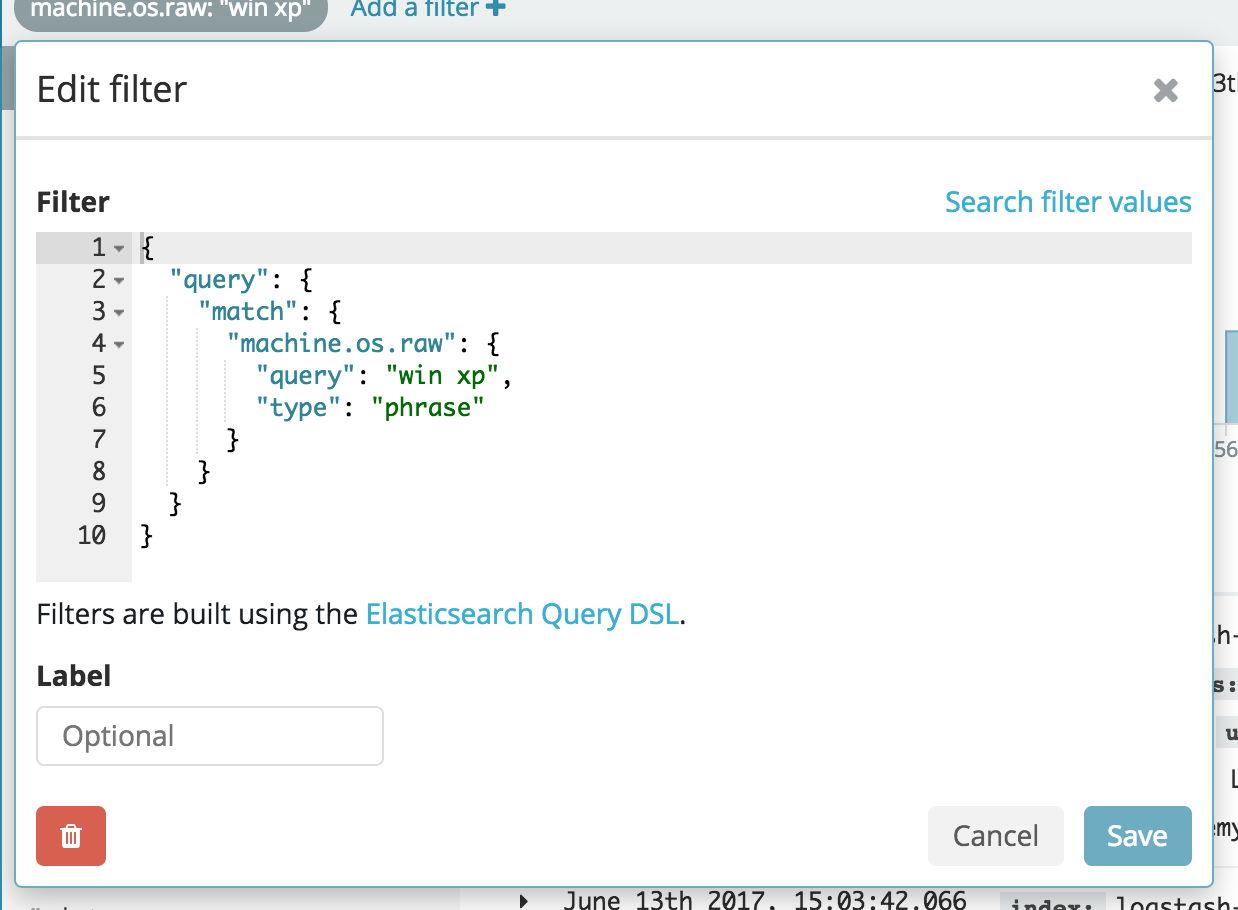 machine.os.raw: "win xp" Add a filter
Edit filter
Filter
Search filter values
1 {
2 "query": {
3 "match": {
4 "machine.os.raw": {
5 "query": "win xp",
6 "type": "phrase"
7 }
8 }
9 }
10 }
56
Filters are built using the Elasticsearch Query DSL.
Label
Optional
Cancel
Save
June 13th 2017, 15:03:42.066 index: logstash-